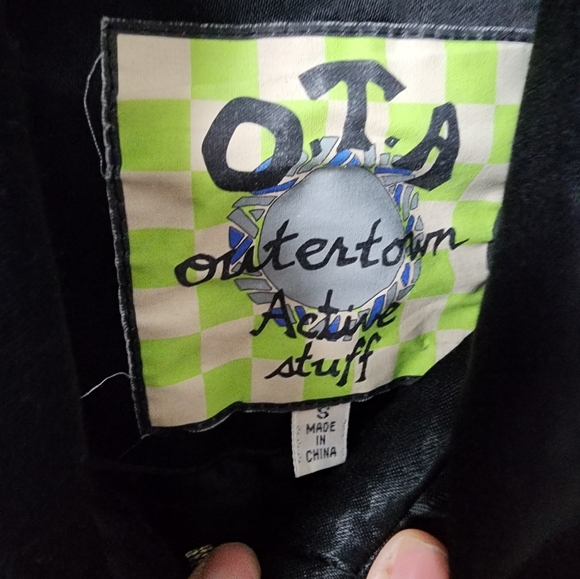 O.T.A
outertown
Active
stuff
S
MADE
IN
CHINA